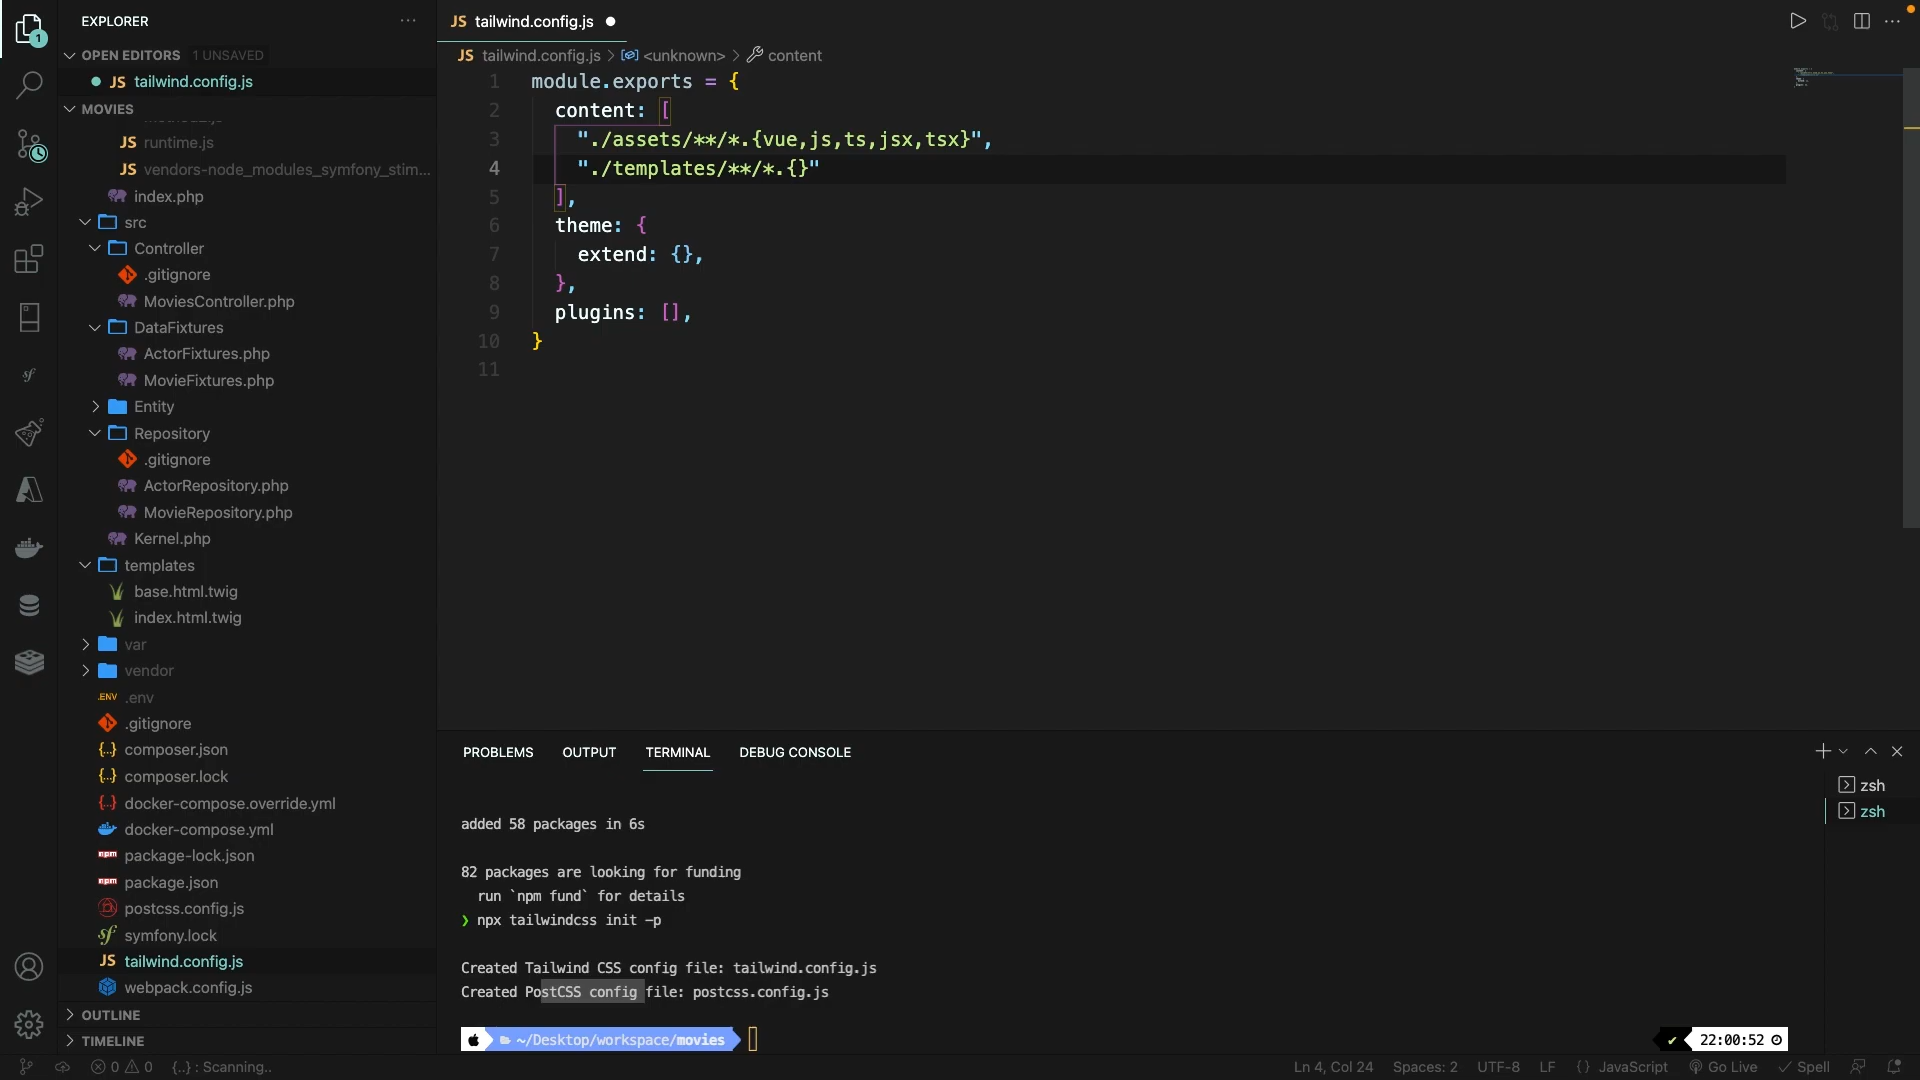 EXPLORER
OPEN EDITORS 1 UNSAVED
JS tailwind.config.js
MOVIES
JS runtime.js
JS vendors-node_modules_symfony_stim...
index.php
src
Controller
.gitignore
MoviesController.php
DataFixtures
ActorFixtures.php
MovieFixtures.php
Entity
Repository
.gitignore
ActorRepository.php
MovieRepository.php
Kernel.php
templates
base.html.twig
index.html.twig
var
vendor
.ENV .env
.gitignore
{..} composer.json
{..} composer.lock
{..} docker-compose.override.yml
docker-compose.yml
npm package-lock.json
npm package.json
postcss.config.js
sf symfony.lock
JS tailwind.config.js
webpack.config.js
OUTLINE
TIMELINE
1
sf
JS tailwind.config.js
JS tailwind.config.js > <unknown> > content
1 module.exports = {
2 content: [
3 "./assets/**/*.{vue,js,ts,jsx,tsx}",
4 "./templates/**/*.{}"
5 ],
6 theme: {
7 extend: {},
8 },
9 plugins: [],
10 }
11
PROBLEMS OUTPUT TERMINAL DEBUG CONSOLE
zsh
zsh
added 58 packages in 6s
82 packages are looking for funding
run `npm fund` for details
❯ npx tailwindcss init -p
Created Tailwind CSS config file: tailwind.config.js
Created PostCSS config file: postcss.config.js
~/Desktop/workspace/movies
✔ 22:00:52
0 0 {..} : Scanning..
Ln 4, Col 24 Spaces: 2 UTF-8 LF {} JavaScript Go Live ✓ Spell